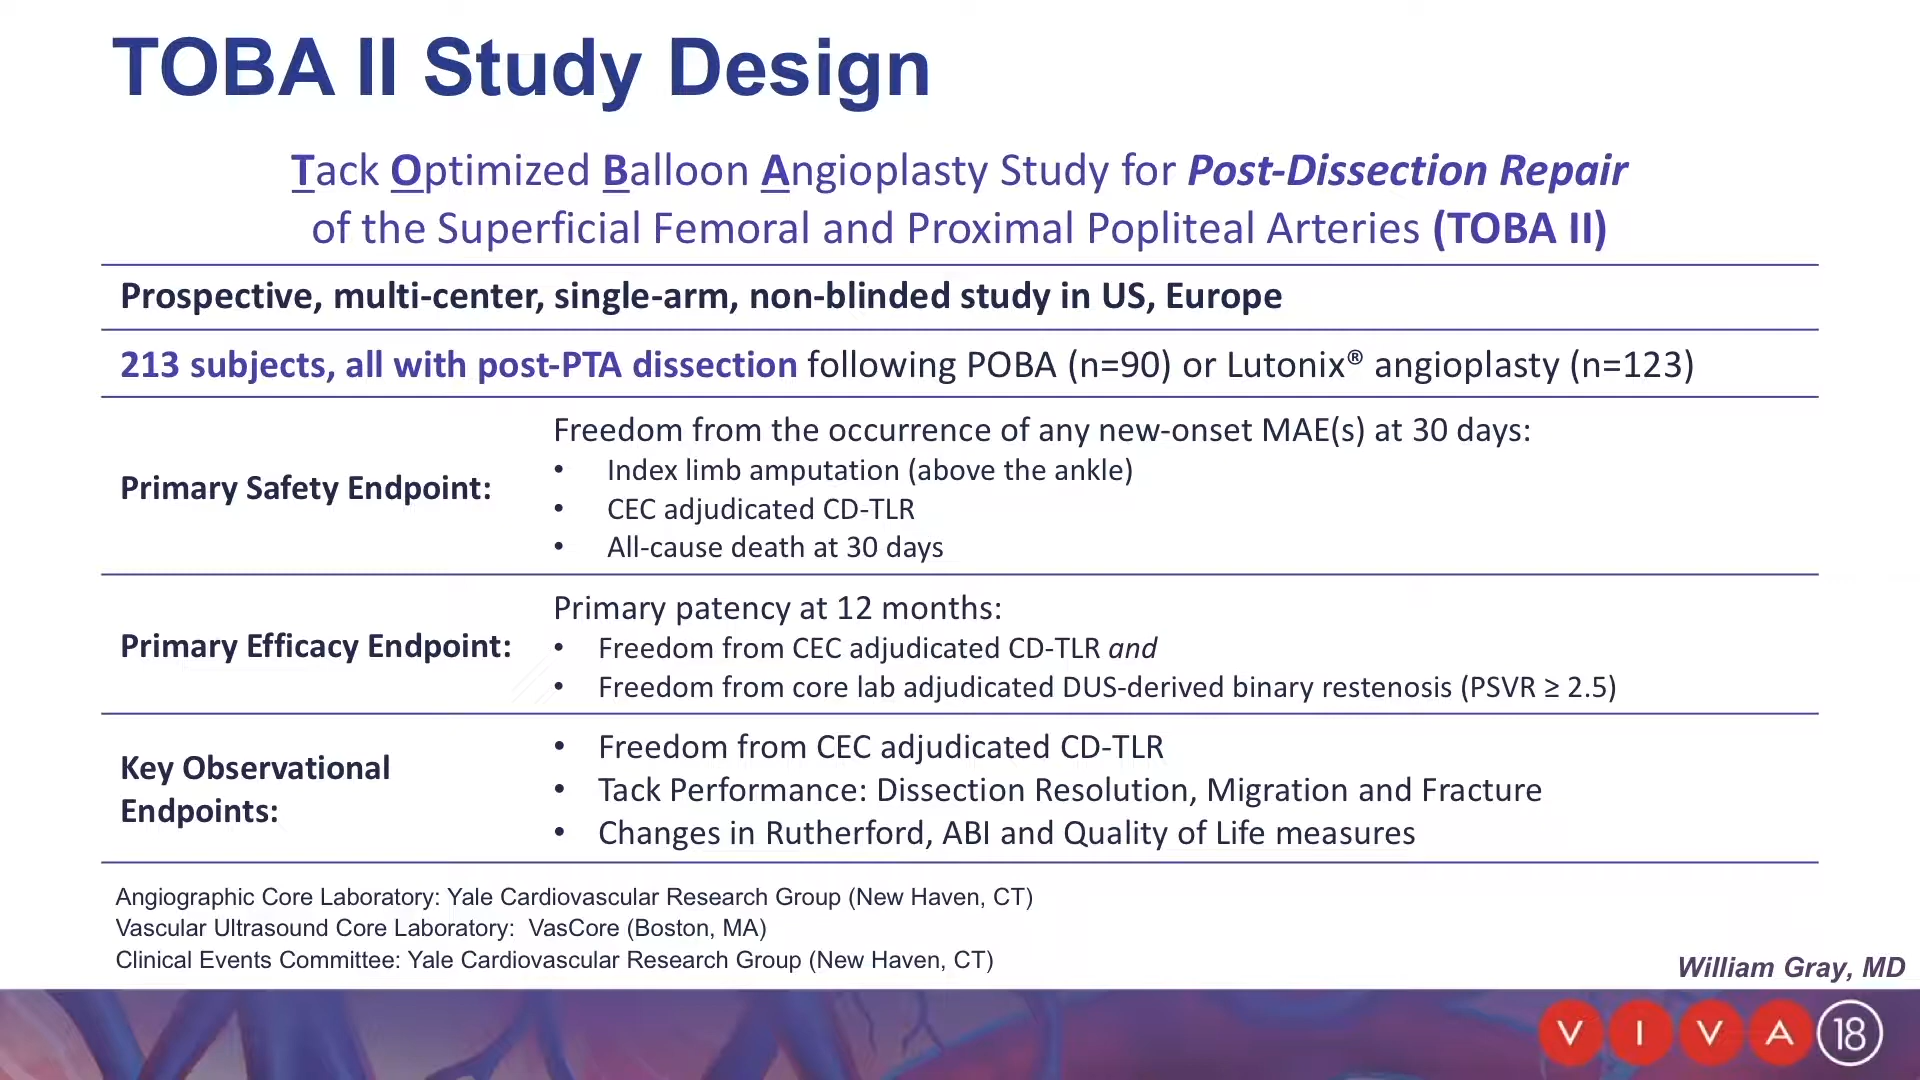 TOBA II Study Design
Tack Optimized Balloon Angioplasty Study for Post-Dissection Repair
of the Superficial Femoral and Proximal Popliteal Arteries (TOBA II)
Prospective, multi-center, single-arm, non-blinded study in US, Europe
213 subjects, all with post-PTA dissection following POBA (n=90) or Lutonix® angioplasty (n=123)
Primary Safety Endpoint:
Freedom from the occurrence of any new-onset MAE(s) at 30 days:
• Index limb amputation (above the ankle)
• CEC adjudicated CD-TLR
• All-cause death at 30 days
Primary Efficacy Endpoint:
Primary patency at 12 months:
• Freedom from CEC adjudicated CD-TLR and
• Freedom from core lab adjudicated DUS-derived binary restenosis (PSVR ≥ 2.5)
Key Observational
Endpoints:
• Freedom from CEC adjudicated CD-TLR
• Tack Performance: Dissection Resolution, Migration and Fracture
• Changes in Rutherford, ABI and Quality of Life measures
Angiographic Core Laboratory: Yale Cardiovascular Research Group (New Haven, CT)
Vascular Ultrasound Core Laboratory: VasCore (Boston, MA)
Clinical Events Committee: Yale Cardiovascular Research Group (New Haven, CT)
William Gray, MD
VIVA 18